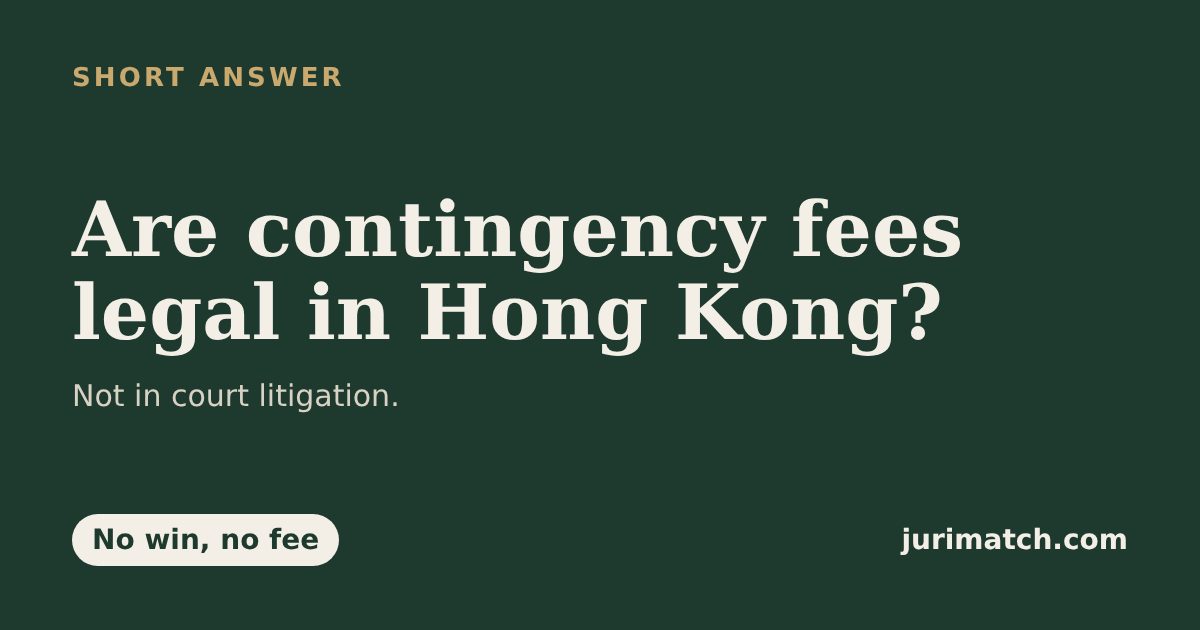 SHORT ANSWER
Are contingency fees
legal in Hong Kong?
Not in court litigation.
No win, no fee
jurimatch.com